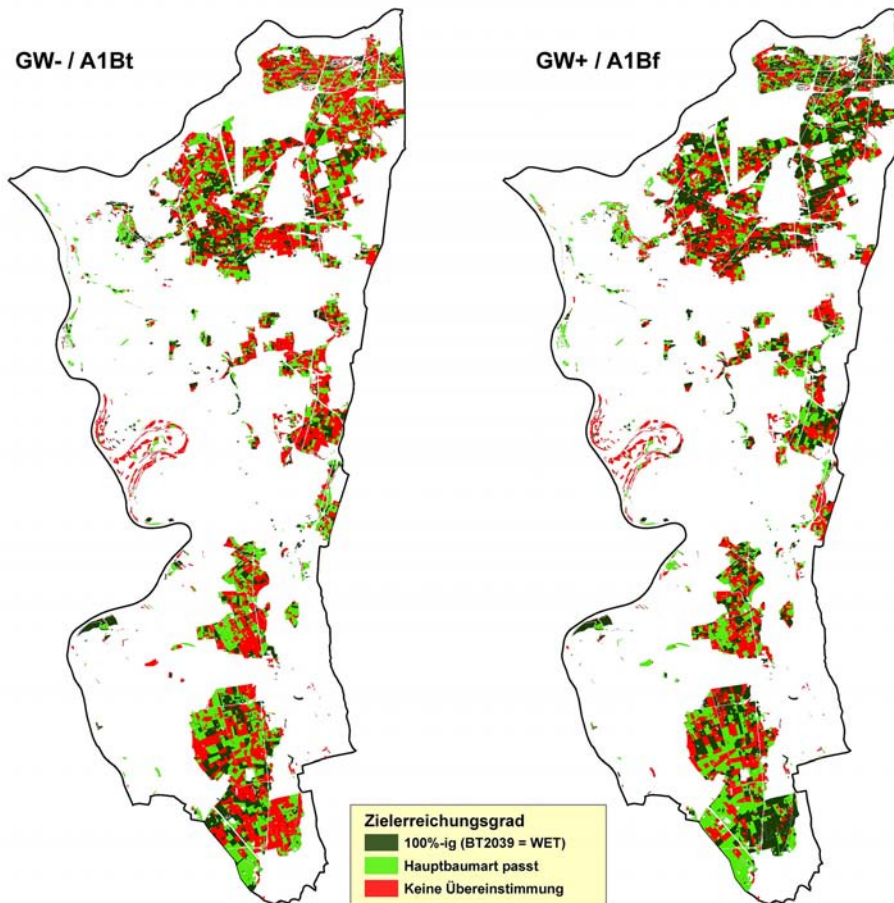 GW- / A1Bt
GW+ / A1Bf
Zielerreichungsgrad
100%-ig (BT2039 = WET)
Hauptbaumart passt
Keine Übereinstimmung